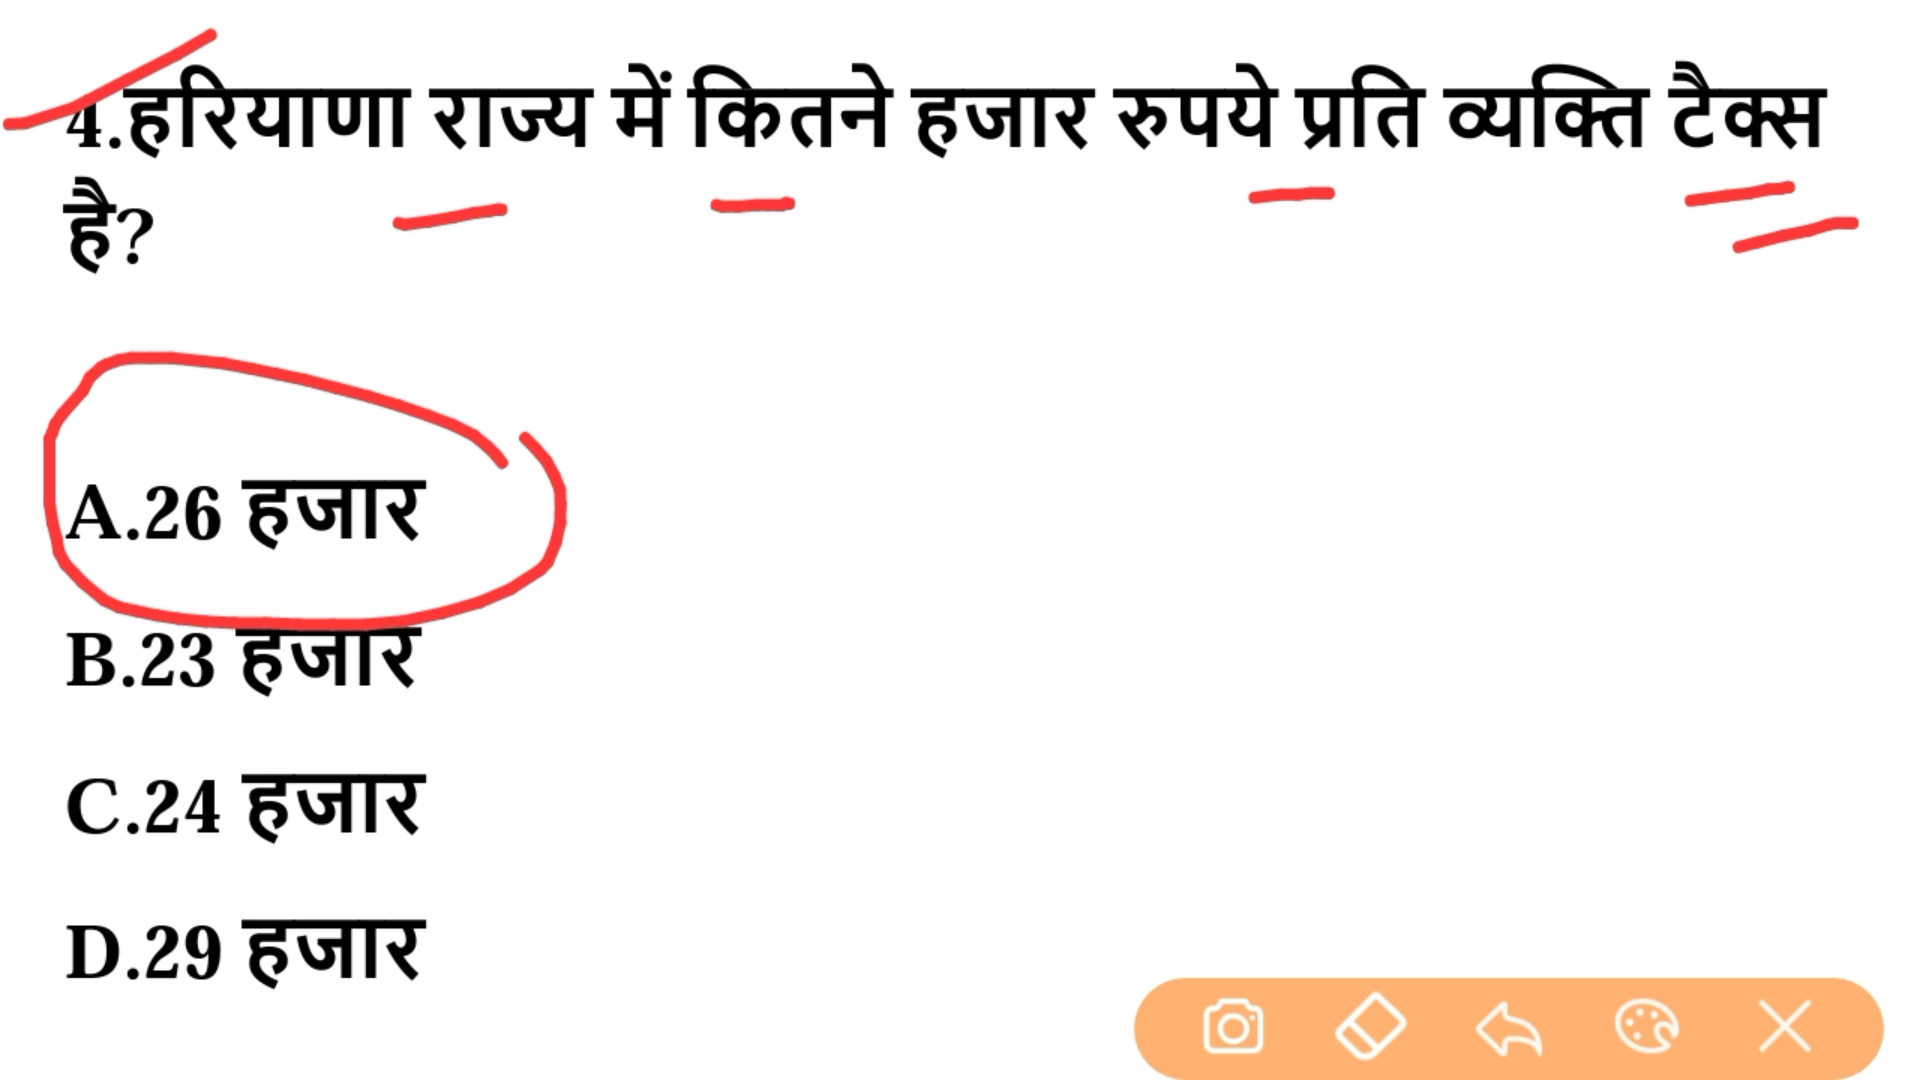 4.हरियाणा राज्य में कितने हजार रुपये प्रति व्यक्ति टैक्स
है?
A.26 हजार
B.23 हजार
C.24 हजार
D.29 हजार